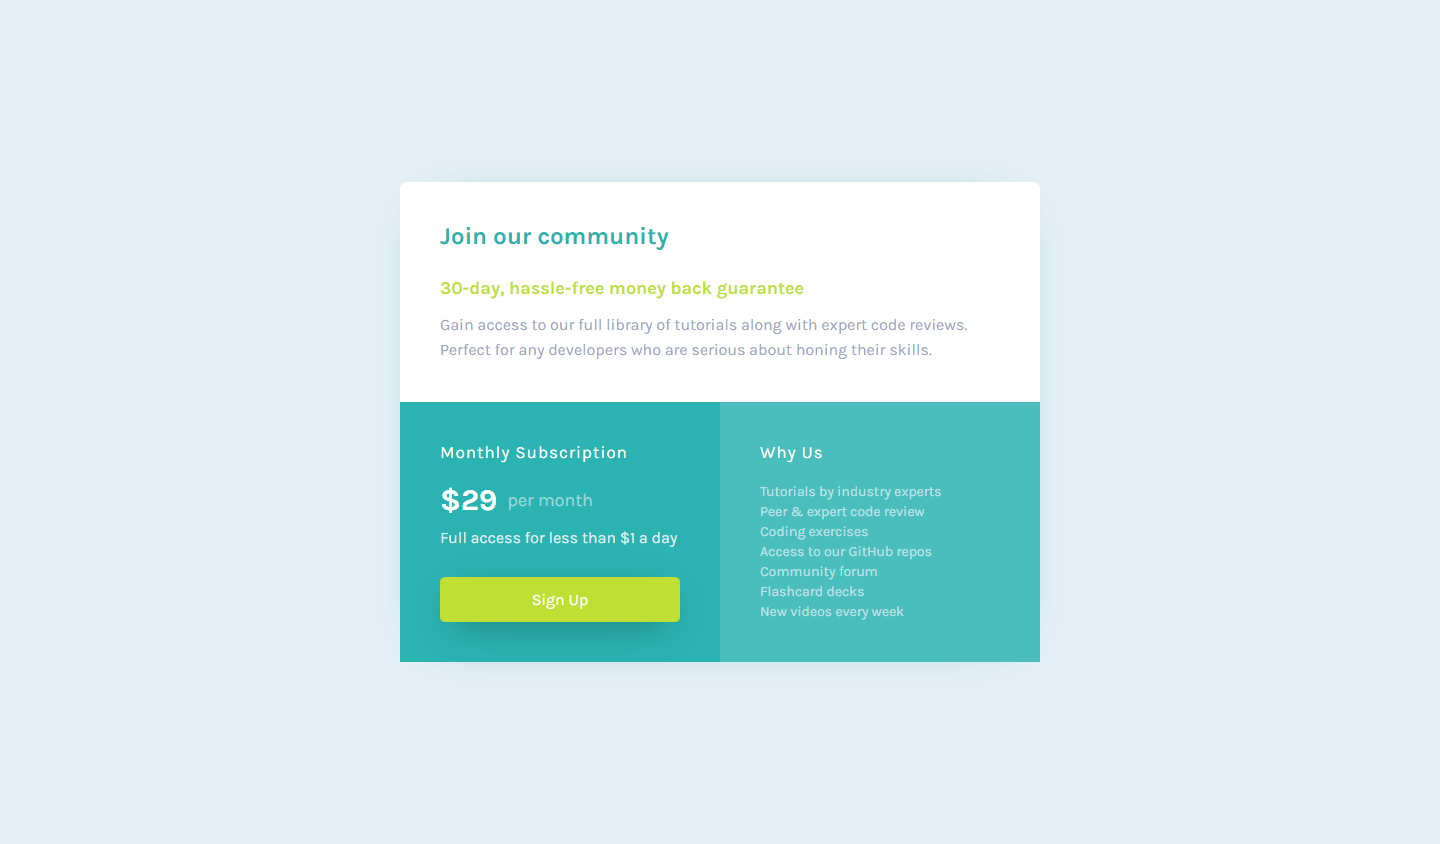 Join our community
30-day, hassle-free money back guarantee
Gain access to our full library of tutorials along with expert code reviews.
Perfect for any developers who are serious about honing their skills.
Monthly Subscription
$29 per month
Full access for less than $1 a day
Sign Up
Why Us
Tutorials by industry experts
Peer & expert code review
Coding exercises
Access to our GitHub repos
Community forum
Flashcard decks
New videos every week